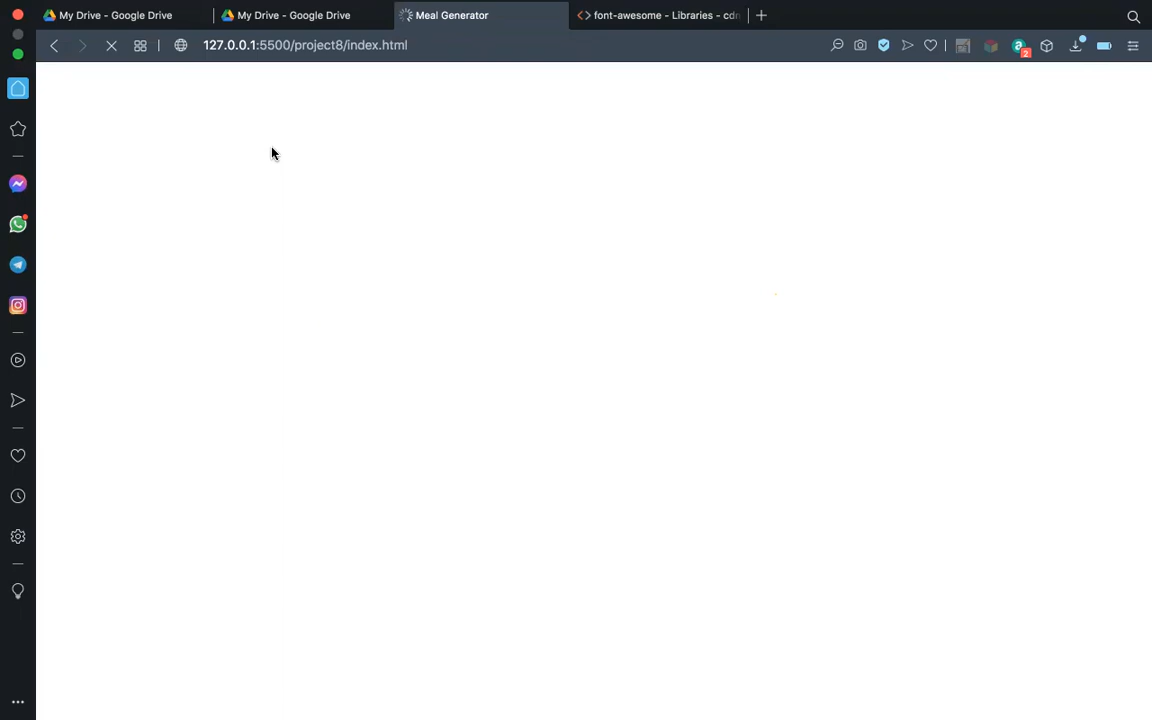 My Drive - Google Drive
My Drive - Google Drive
Meal Generator
font-awesome - Libraries - cdn
127.0.0.1:5500/project8/index.html
2